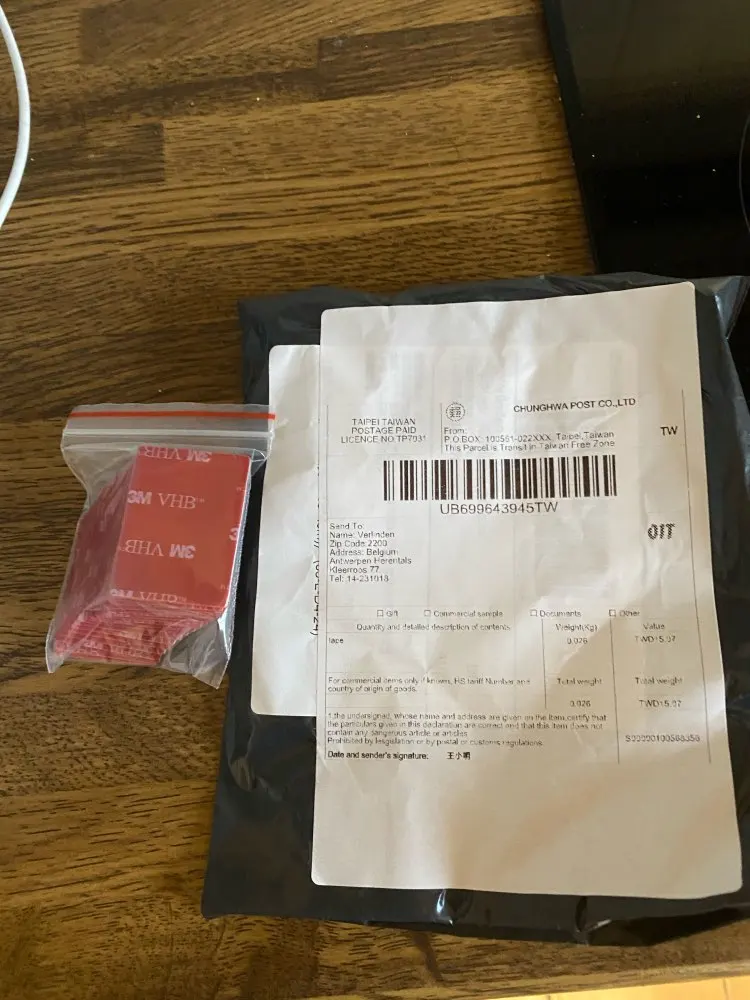 3M VHB
3M VHB™
3M VHB
TAIPEI TAIWAN
POSTAGE PAID
LICENCE NO.TP7931
CHUNGHWA POST CO.,LTD
From:
P.O.BOX: 100561-022XXX, Taipei,Taiwan
This Parcel is Transit in Taiwan Free Zone
TW
UB699643945TW
Send To:
Name: Verlinden
Zip Code:2200
Address: Belgium
Antwerpen Herentals
Kleerroos 77
Tel: 14-231018
OIT
Gift
Commercial sample
Documents
Other
Quantity and detailed description of contents
Weight(Kg)
Value
tape
0.026
TWD15.07
For commercial items only if known, HS tariff Number and
country of origin of goods.
Total weight
Total weight
0.026
TWD15.07
I the undersigned, whose name and address are given on the item,certify that
the particulars given in this declaration are correct and that this item does not
contain any dangerous article or articles
Prohibited by legislation or by postal or customs regulations.
S00000100568358
Date and sender's signature: 王小明